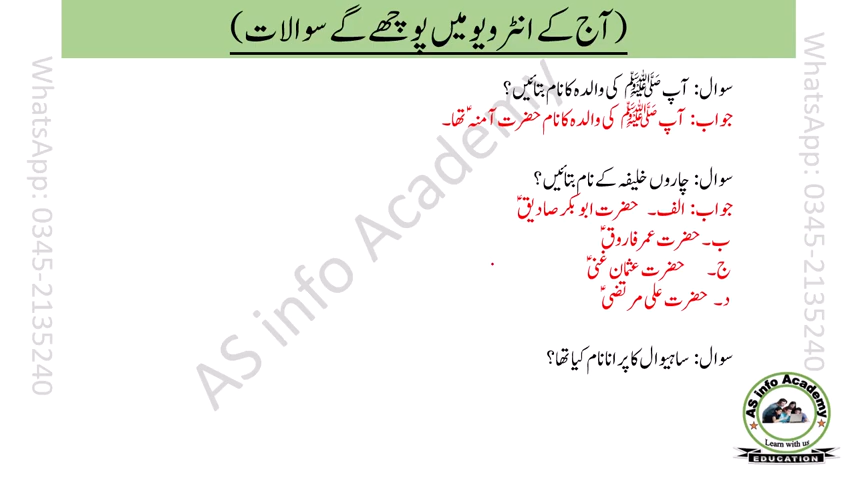 (آج کے انٹرویو میں پوچھے گے سوالات)
سوال: آپ ﷺ کی والدہ کا نام بتائیں؟
جواب: آپ ﷺ کی والدہ کا نام حضرت آمنہؑ تھا۔
سوال: چاروں خلیفہ کے نام بتائیں؟
جواب: الف۔ حضرت ابو بکر صادیقؑ
ب۔ حضرت عمر فاروقؑ
ج۔ حضرت عثمان غنیؑ
د۔ حضرت علی مرتضیؑ
سوال: ساہیوال کا پرانا نام کیا تھا؟
WhatsApp: 0345-2135240
AS info Academy
WhatsApp: 0345-2135240
AS info Academy
Learn with us
EDUCATION